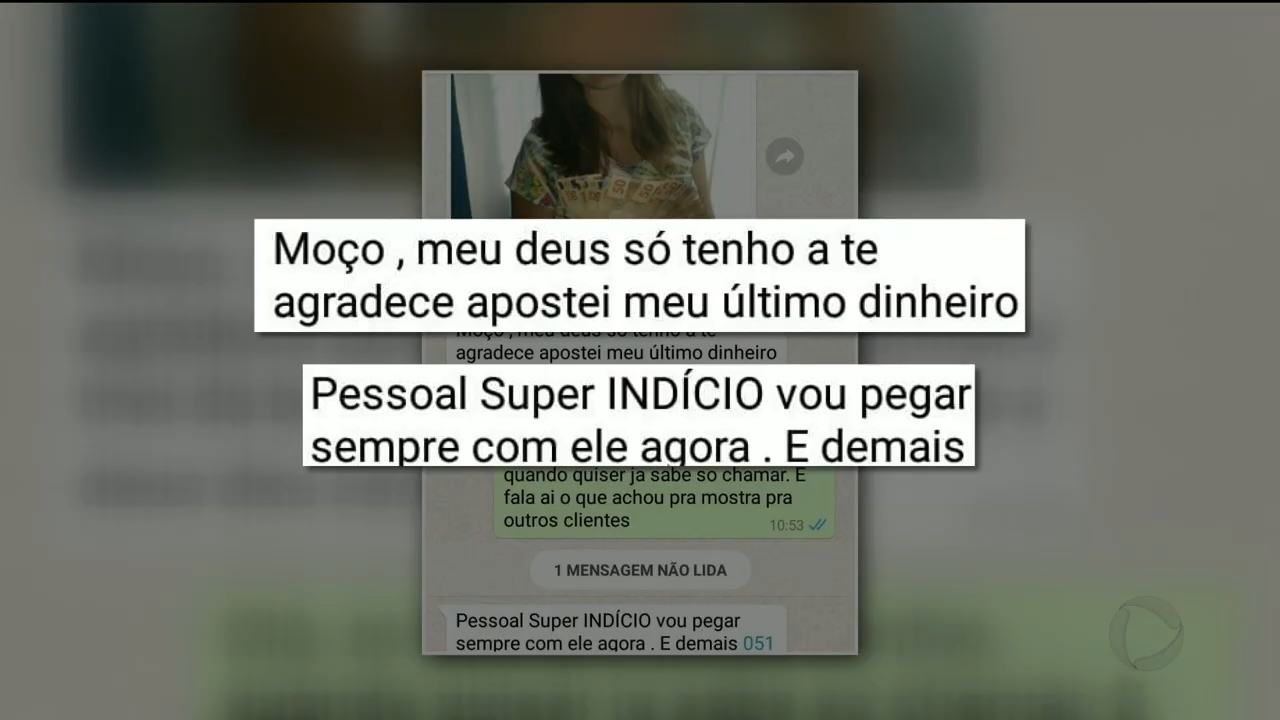 Moço , meu deus só tenho a te
agradece apostei meu último dinheiro
Moço , meu deus só tenho a te
agradece apostei meu último dinheiro
Pessoal Super INDÍCIO vou pegar
sempre com ele agora . E demais
quando quiser ja sabe so chamar. E
fala ai o que achou pra mostra pra
outros clientes
10:53
1 MENSAGEM NÃO LIDA
Pessoal Super INDÍCIO vou pegar
sempre com ele agora . E demais 051